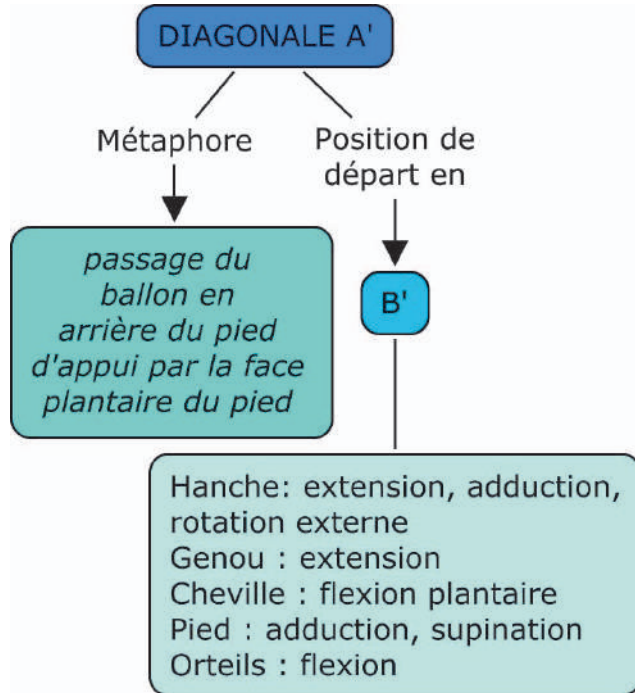 DIAGONALE A'
Métaphore
Position de
départ en
passage du
ballon en
arrière du pied
d'appui par la face
plantaire du pied
B'
Hanche: extension, adduction,
rotation externe
Genou : extension
Cheville : flexion plantaire
Pied : adduction, supination
Orteils : flexion